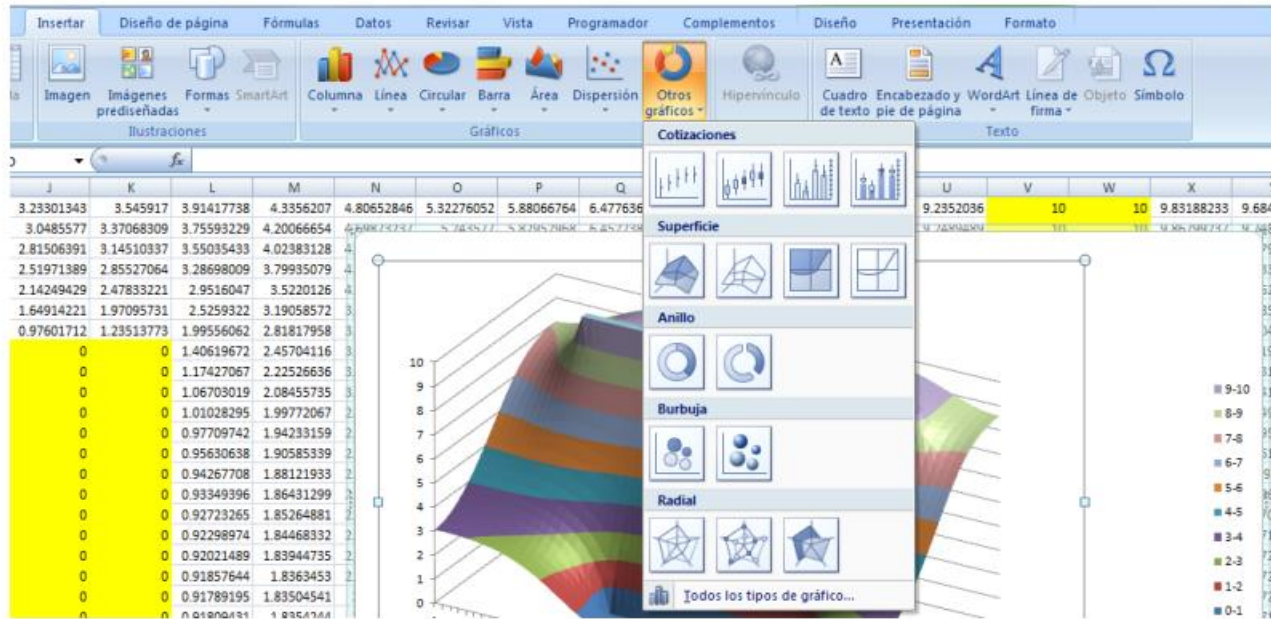 Insertar Diseño de página Fórmulas Datos Revisar Vista Programador Complementos Diseño Presentación Formato
Imagen Imágenes prediseñadas Formas SmartArt Columna Línea Circular Barra Área Dispersión Otros gráficos Hipervínculo Cuadro de texto Encabezado y pie de página WordArt Línea de firma Objeto Símbolo
Ilustraciones Gráficos Texto
fx
Cotizaciones
Superficie
Anillo
Burbuja
Radial
Todos los tipos de gráfico...
J K L M N O P Q U V W X
3.23301343 3.545917 3.91417738 4.3356207 4.80652846 5.32276052 5.88066764 6.477636 9.2352036 10 10 9.83188233 9.684
3.0485577 3.37068309 3.75593229 4.20066654
2.81506391 3.14510337 3.55035433 4.02383128
2.51971389 2.85527064 3.28698009 3.79935079
2.14249429 2.47833221 2.9516047 3.5220126
1.64914221 1.97095731 2.5259322 3.19058572
0.97601712 1.23513773 1.99556062 2.81817958
0 0 1.40619672 2.45704116
0 0 1.17427067 2.22526636
0 0 1.06703019 2.08455735
0 0 1.01028295 1.99772067
0 0 0.97709742 1.94233159
0 0 0.95630638 1.90585339
0 0 0.94267708 1.88121933
0 0 0.93349396 1.86431299
0 0 0.92723265 1.85264881
0 0 0.92298974 1.84468332
0 0 0.92021489 1.83944735
0 0 0.91857644 1.8363453
0 0 0.91789195 1.83504541
0 0 0.91809431 1.8354244
10
9
8
7
6
5
4
3
2
1
0
9-10
8-9
7-8
6-7
5-6
4-5
3-4
2-3
1-2
0-1